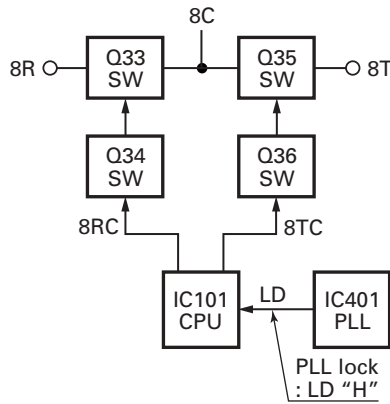 8C
8R
Q33
SW
Q35
SW
8T
Q34
SW
Q36
SW
8RC
8TC
IC101
CPU
LD
IC401
PLL
PLL lock
: LD “H”